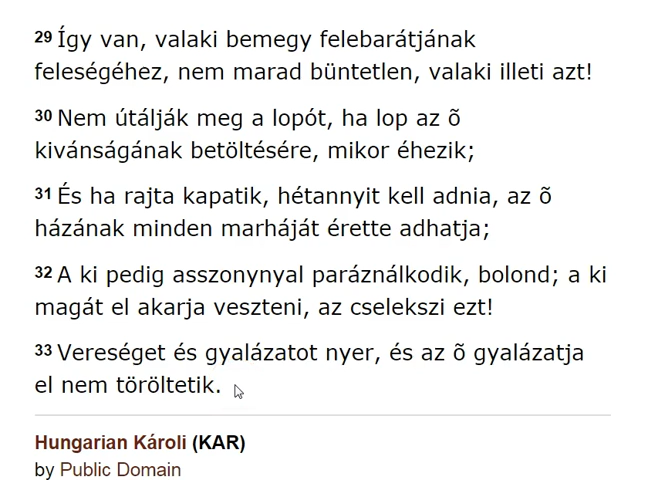 29 Így van, valaki bemegy felebarátjának
feleségéhez, nem marad büntetlen, valaki illeti azt!
30 Nem útálják meg a lopót, ha lop az õ
kivánságának betöltésére, mikor éhezik;
31 És ha rajta kapatik, hétannyit kell adnia, az õ
házának minden marháját érette adhatja;
32 A ki pedig asszonynyal paráználkodik, bolond; a ki
magát el akarja veszteni, az cselekszi ezt!
33 Vereséget és gyalázatot nyer, és az õ gyalázatja
el nem töröltetik.
Hungarian Károli (KAR)
by Public Domain